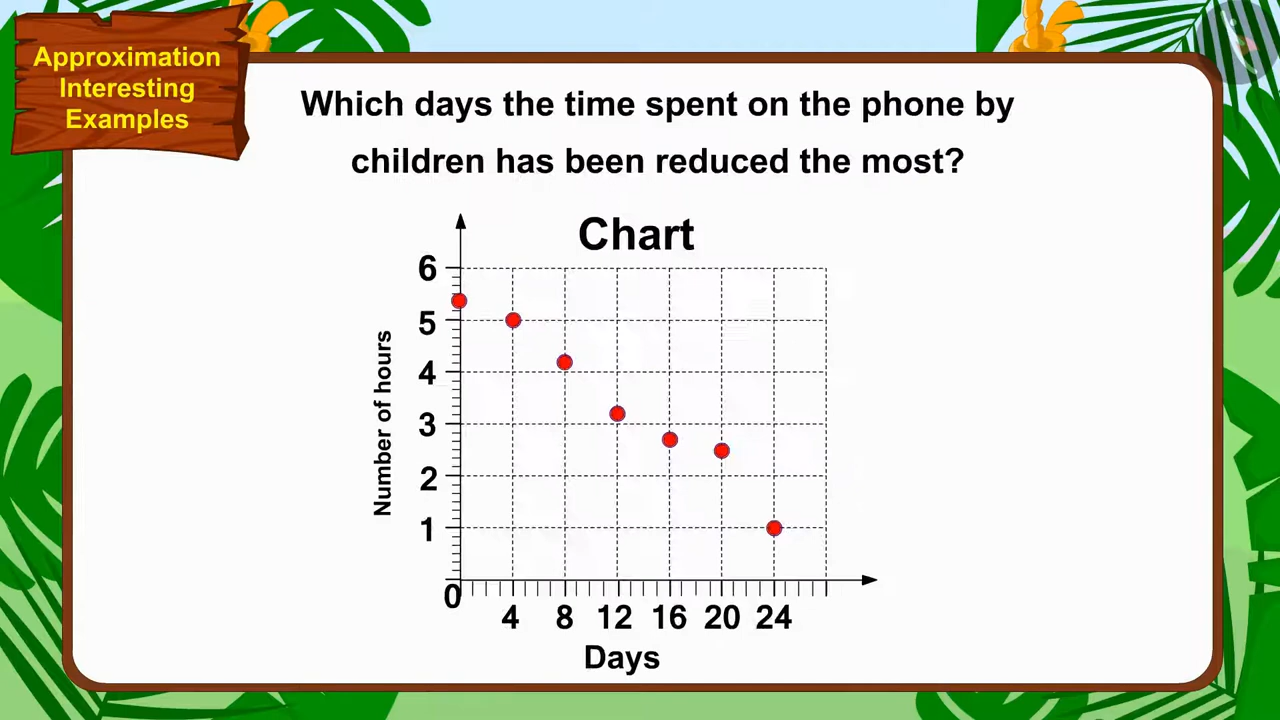 Approximation
Interesting
Examples
Which days the time spent on the phone by
children has been reduced the most?
Chart
6
5
4
3
2
1
0
Number of hours
4 8 12 16 20 24
Days